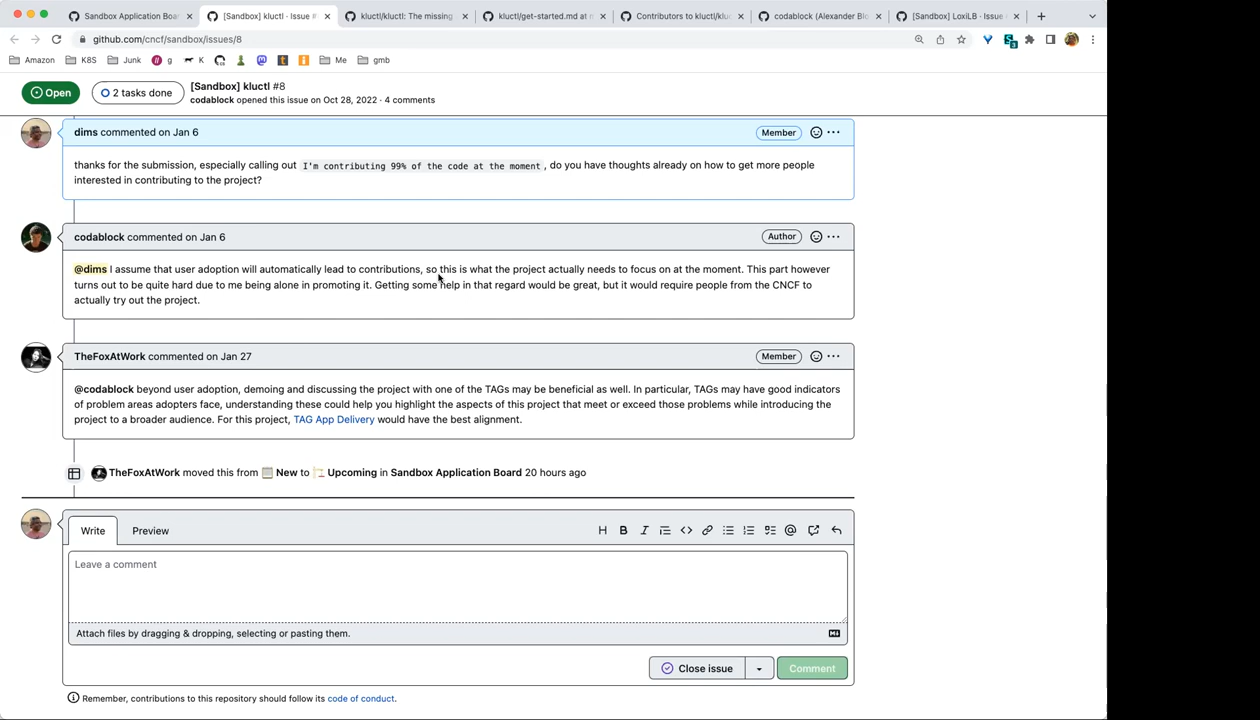 Sandbox Application Boa
[Sandbox] kluctl · Issue #
kluctl/kluctl: The missing
kluctl/get-started.md at m
Contributors to kluctl/kluc
codablock (Alexander Blo
[Sandbox] LoxiLB · Issue
github.com/cncf/sandbox/issues/8
3
Amazon
K8S
Junk
g
K
Me
gmb
Open
2 tasks done
[Sandbox] kluctl #8
codablock opened this issue on Oct 28, 2022 · 4 comments
dims commented on Jan 6
Member
thanks for the submission, especially calling out I'm contributing 99% of the code at the moment, do you have thoughts already on how to get more people
interested in contributing to the project?
codablock commented on Jan 6
Author
@dims I assume that user adoption will automatically lead to contributions, so this is what the project actually needs to focus on at the moment. This part however
turns out to be quite hard due to me being alone in promoting it. Getting some help in that regard would be great, but it would require people from the CNCF to
actually try out the project.
TheFoxAtWork commented on Jan 27
Member
@codablock beyond user adoption, demoing and discussing the project with one of the TAGs may be beneficial as well. In particular, TAGs may have good indicators
of problem areas adopters face, understanding these could help you highlight the aspects of this project that meet or exceed those problems while introducing the
project to a broader audience. For this project, TAG App Delivery would have the best alignment.
TheFoxAtWork moved this from New to Upcoming in Sandbox Application Board 20 hours ago
Write
Preview
H B I
Leave a comment
Attach files by dragging & dropping, selecting or pasting them.
Close issue
Comment
Remember, contributions to this repository should follow its code of conduct.